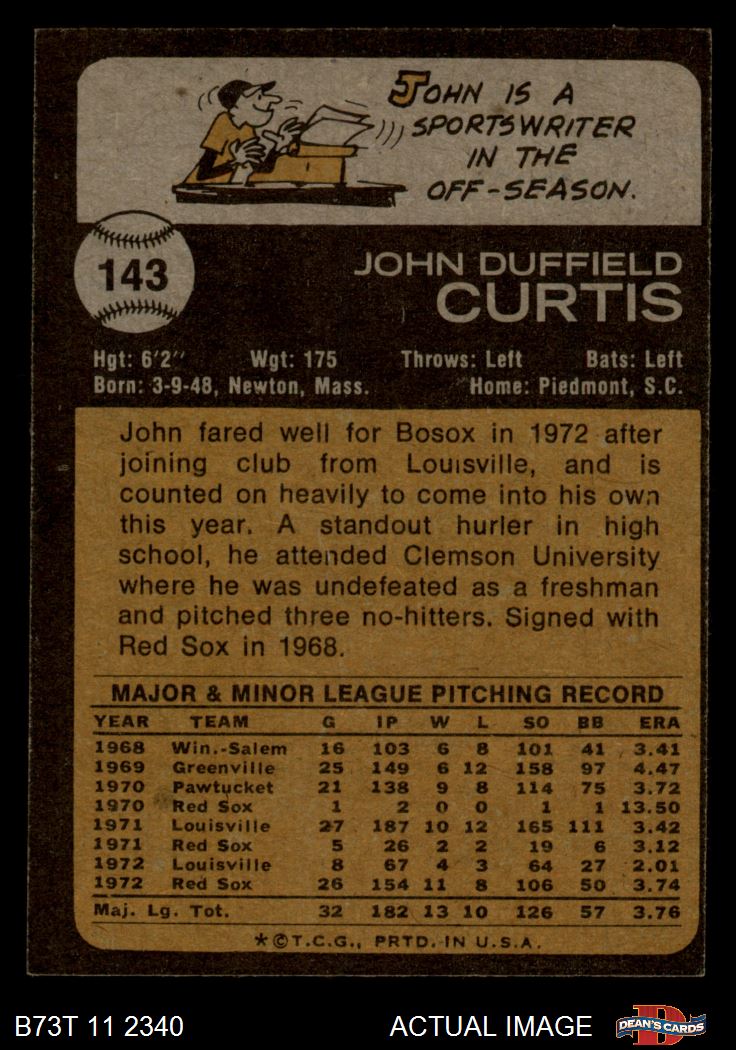 JOHN IS A
SPORTSWRITER
IN THE
OFF-SEASON.
143
JOHN DUFFIELD
CURTIS
Hgt: 6'2" Wgt: 175 Throws: Left Bats: Left
Born: 3-9-48, Newton, Mass. Home: Piedmont, S.C.
John fared well for Bosox in 1972 after
joining club from Louisville, and is
counted on heavily to come into his own
this year. A standout hurler in high
school, he attended Clemson University
where he was undefeated as a freshman
and pitched three no-hitters. Signed with
Red Sox in 1968.
MAJOR & MINOR LEAGUE PITCHING RECORD
YEAR TEAM G IP W L SO BB ERA
1968 Win.-Salem 16 103 6 8 101 41 3.41
1969 Greenville 25 149 6 12 158 97 4.47
1970 Pawtucket 21 138 9 8 114 75 3.72
1970 Red Sox 1 2 0 0 1 1 13.50
1971 Louisville 27 187 10 12 165 111 3.42
1971 Red Sox 5 26 2 2 19 6 3.12
1972 Louisville 8 67 4 3 64 27 2.01
1972 Red Sox 26 154 11 8 106 50 3.74
Maj. Lg. Tot. 32 182 13 10 126 57 3.76
*©T.C.G., PRTD. IN U.S.A.
B73T 11 2340 ACTUAL IMAGE D DEAN'S CARDS